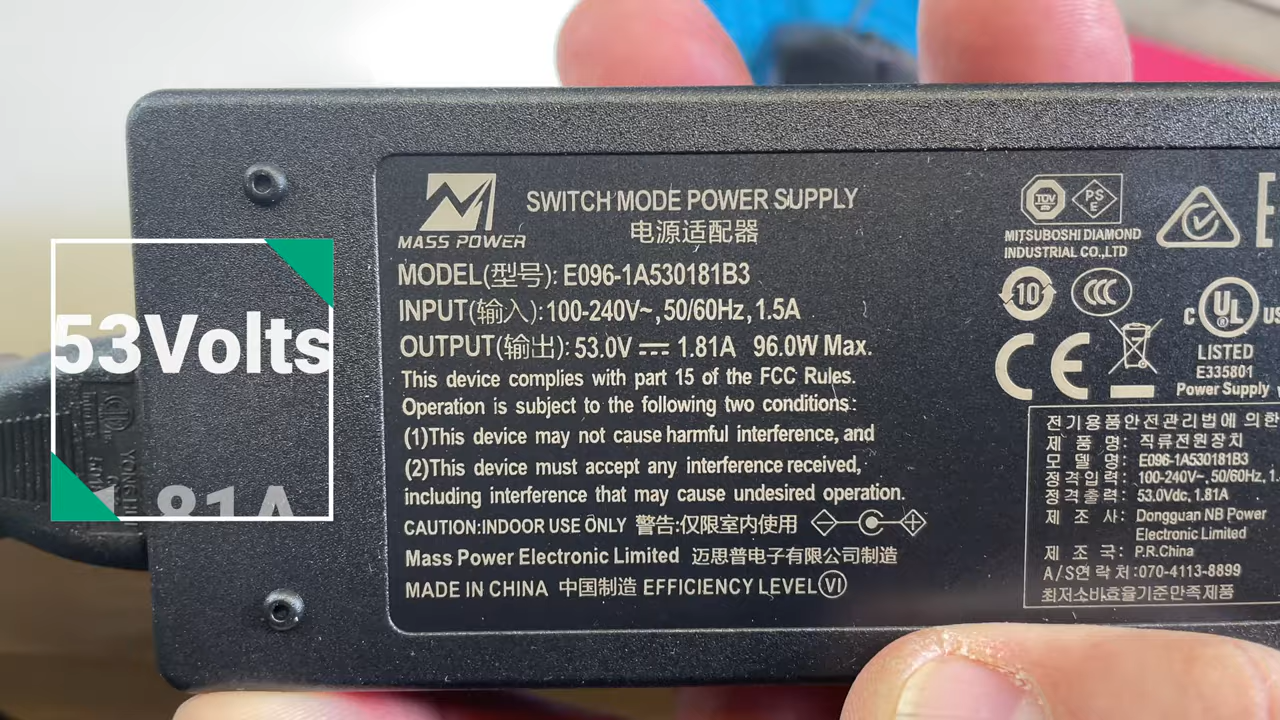 MASS POWER
SWITCH MODE POWER SUPPLY
电源适配器
MODEL(型号): E096-1A530181B3
INPUT(输入): 100-240V~, 50/60Hz, 1.5A
OUTPUT(输出): 53.0V ⎓ 1.81A 96.0W Max.
This device complies with part 15 of the FCC Rules.
Operation is subject to the following two conditions:
(1)This device may not cause harmful interference, and
(2)This device must accept any interference received,
including interference that may cause undesired operation.
CAUTION:INDOOR USE ONLY 警告:仅限室内使用
Mass Power Electronic Limited 迈思普电子有限公司制造
MADE IN CHINA 中国制造 EFFICIENCY LEVEL VI
53Volts
1.81A
TÜV PS E
MITSUBOSHI DIAMOND
INDUSTRIAL CO.,LTD
10 CCC
C UL ® US
CE
LISTED
E335801
Power Supply
전기용품안전관리법에 의한
제 품 명: 직류전원장치
모 델 명: E096-1A530181B3
정격입력: 100-240V~, 50/60Hz, 1.
정격출력: 53.0Vdc, 1.81A
제 조 사: Dongguan NB Power
Electronic Limited
제 조 국: P.R.China
A/S연락처:070-4113-8899
최저소비효율기준만족제품